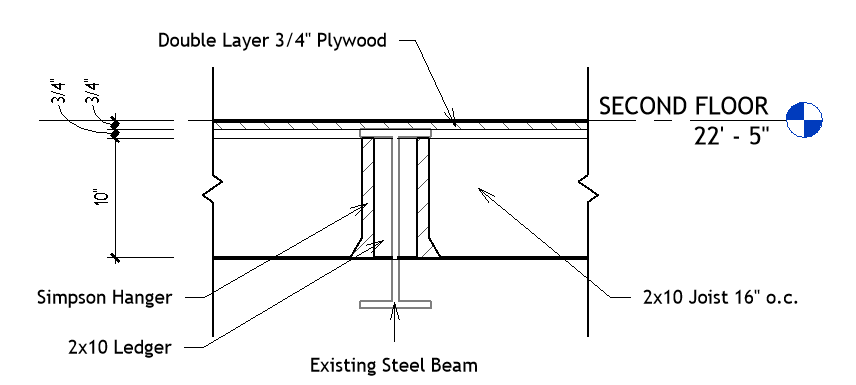 Double Layer 3/4" Plywood
3/4"
3/4"
SECOND FLOOR
22' - 5"
10"
Simpson Hanger
2x10 Joist 16" o.c.
2x10 Ledger
Existing Steel Beam